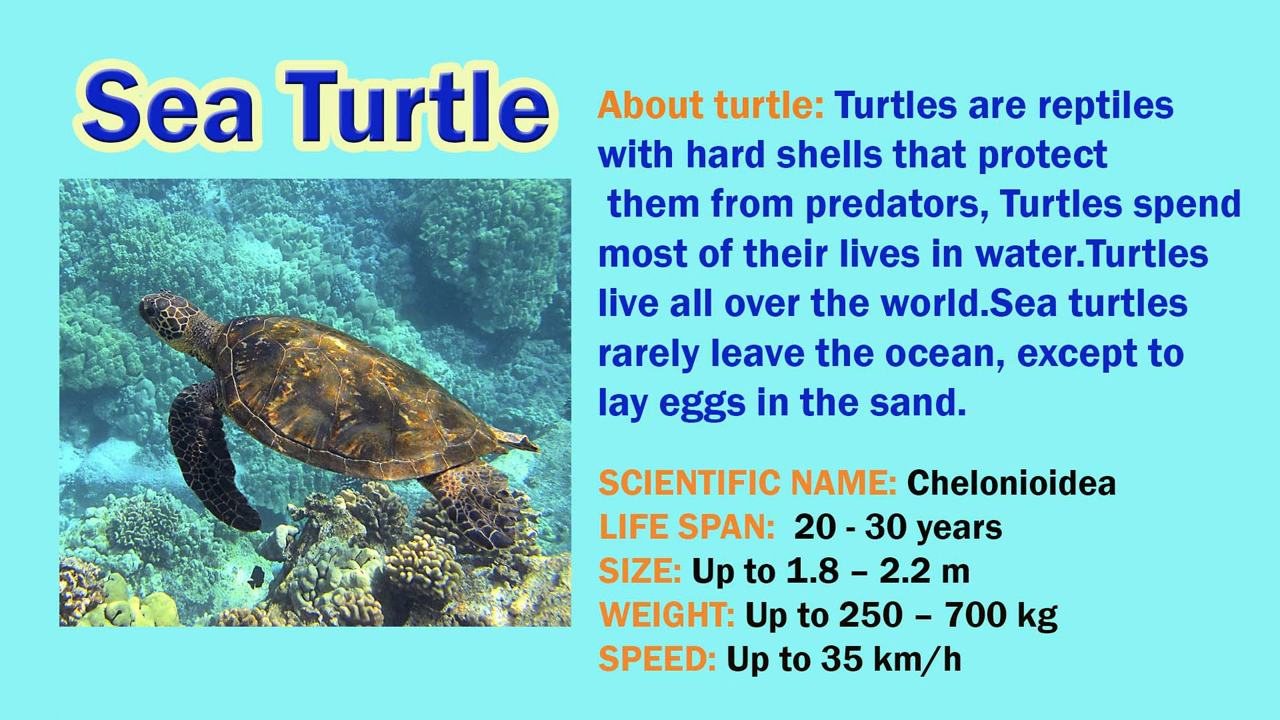 Sea Turtle
About turtle: Turtles are reptiles
with hard shells that protect
them from predators, Turtles spend
most of their lives in water.Turtles
live all over the world.Sea turtles
rarely leave the ocean, except to
lay eggs in the sand.
SCIENTIFIC NAME: Chelonioidea
LIFE SPAN: 20 - 30 years
SIZE: Up to 1.8 – 2.2 m
WEIGHT: Up to 250 – 700 kg
SPEED: Up to 35 km/h